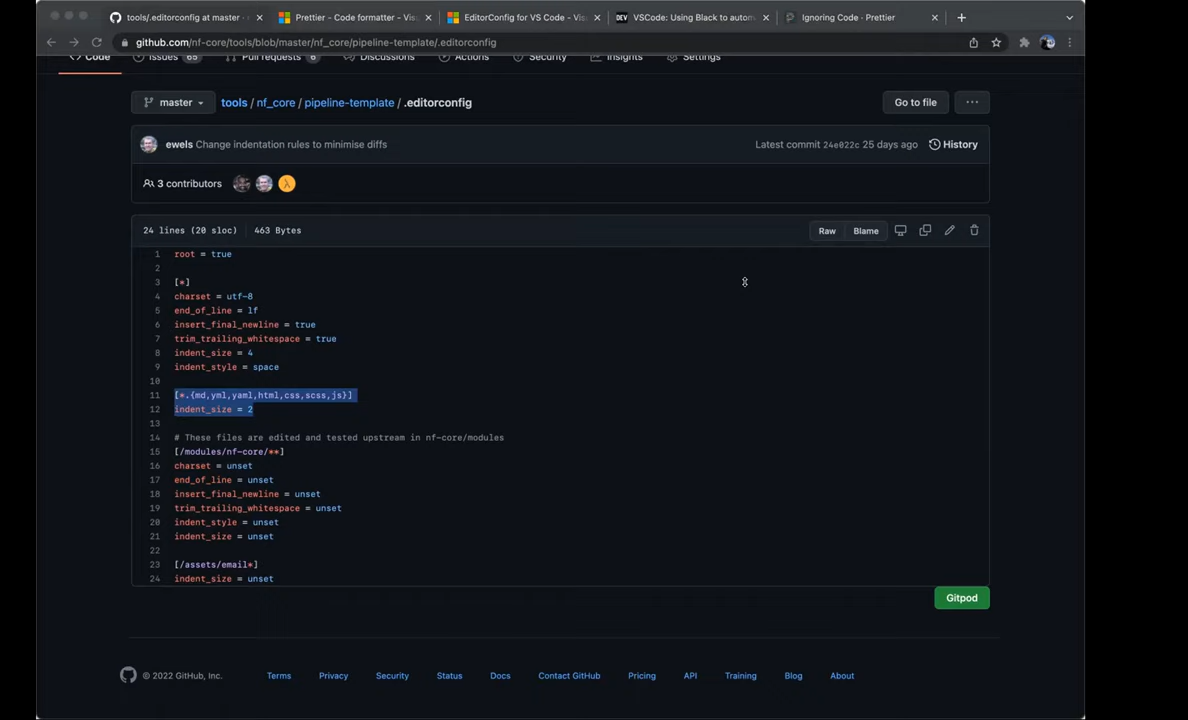 tools/.editorconfig at master ·
Prettier - Code formatter - Visu
EditorConfig for VS Code - Visu
VSCode: Using Black to autom
Ignoring Code · Prettier
github.com/nf-core/tools/blob/master/nf_core/pipeline-template/.editorconfig
Code
Issues 65
Pull requests 6
Discussions
Actions
Security
Insights
Settings
master
tools / nf_core / pipeline-template / .editorconfig
Go to file
ewels Change indentation rules to minimise diffs
Latest commit 24e022c 25 days ago
History
3 contributors
24 lines (20 sloc) 463 Bytes
Raw
Blame
1 root = true
2
3 [*]
4 charset = utf-8
5 end_of_line = lf
6 insert_final_newline = true
7 trim_trailing_whitespace = true
8 indent_size = 4
9 indent_style = space
10
11 [*.{md,yml,yaml,html,css,scss,js}]
12 indent_size = 2
13
14 # These files are edited and tested upstream in nf-core/modules
15 [/modules/nf-core/**]
16 charset = unset
17 end_of_line = unset
18 insert_final_newline = unset
19 trim_trailing_whitespace = unset
20 indent_style = unset
21 indent_size = unset
22
23 [/assets/email*]
24 indent_size = unset
Gitpod
© 2022 GitHub, Inc.
Terms
Privacy
Security
Status
Docs
Contact GitHub
Pricing
API
Training
Blog
About